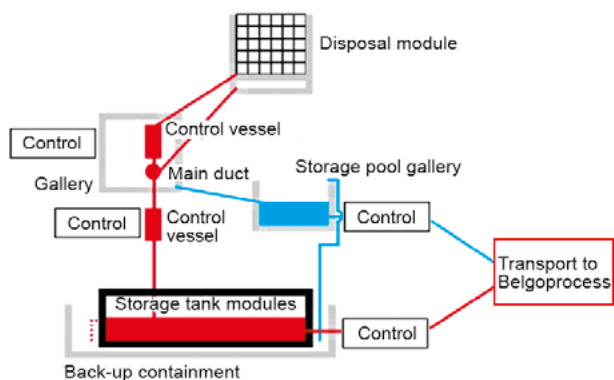 Disposal module
Control vessel
Control
Main duct
Gallery
Storage pool gallery
Control
Control
vessel
Control
Transport to
Belgoprocess
Storage tank modules
Control
Back-up containment